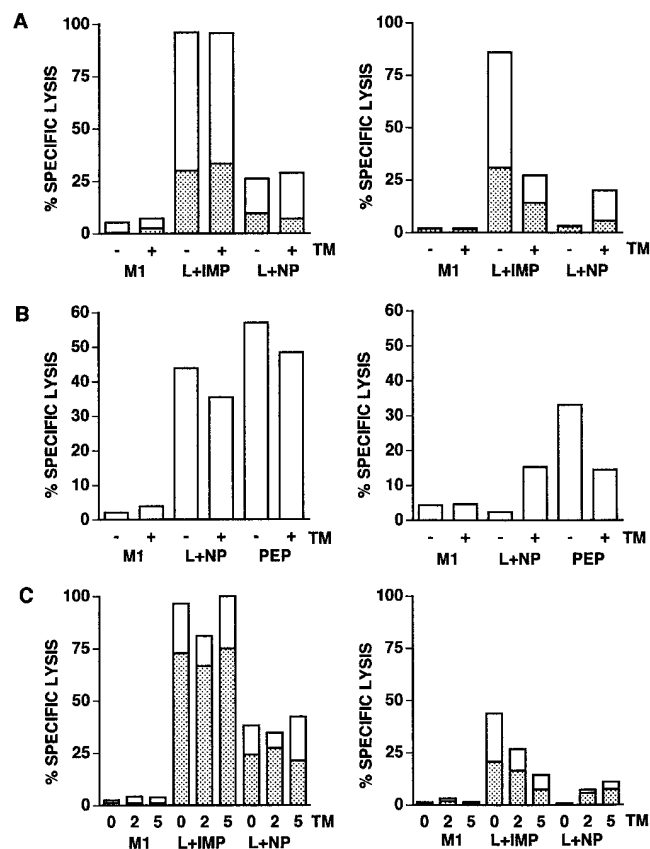 A
% SPECIFIC LYSIS
100
75
50
25
0
- + - + - + TM
M1 L+IMP L+NP
% SPECIFIC LYSIS
100
75
50
25
0
- + - + - + TM
M1 L+IMP L+NP
B
% SPECIFIC LYSIS
60
50
40
30
20
10
0
- + - + - + TM
M1 L+NP PEP
% SPECIFIC LYSIS
60
50
40
30
20
10
0
- + - + - + TM
M1 L+NP PEP
C
% SPECIFIC LYSIS
100
75
50
25
0
0 2 5 0 2 5 0 2 5 TM
M1 L+IMP L+NP
% SPECIFIC LYSIS
100
75
50
25
0
0 2 5 0 2 5 0 2 5 TM
M1 L+IMP L+NP